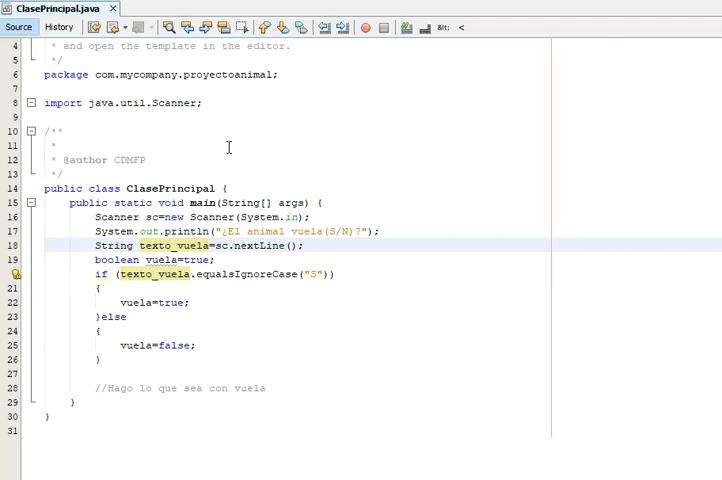 ClasePrincipal.java
Source History
4 * and open the template in the editor.
5 */
6 package com.mycompany.proyectoanimal;
7
8 import java.util.Scanner;
9
10 /**
11 *
12 * @author CDMFP
13 */
14 public class ClasePrincipal {
15 public static void main(String[] args) {
16 Scanner sc=new Scanner(System.in);
17 System.out.println("¿El animal vuela(S/N)?");
18 String texto_vuela=sc.nextLine();
19 boolean vuela=true;
if (texto_vuela.equalsIgnoreCase("S"))
21 {
22 vuela=true;
23 }else
24 {
25 vuela=false;
26 }
27
28 //Hago lo que sea con vuela
29 }
30 }
31